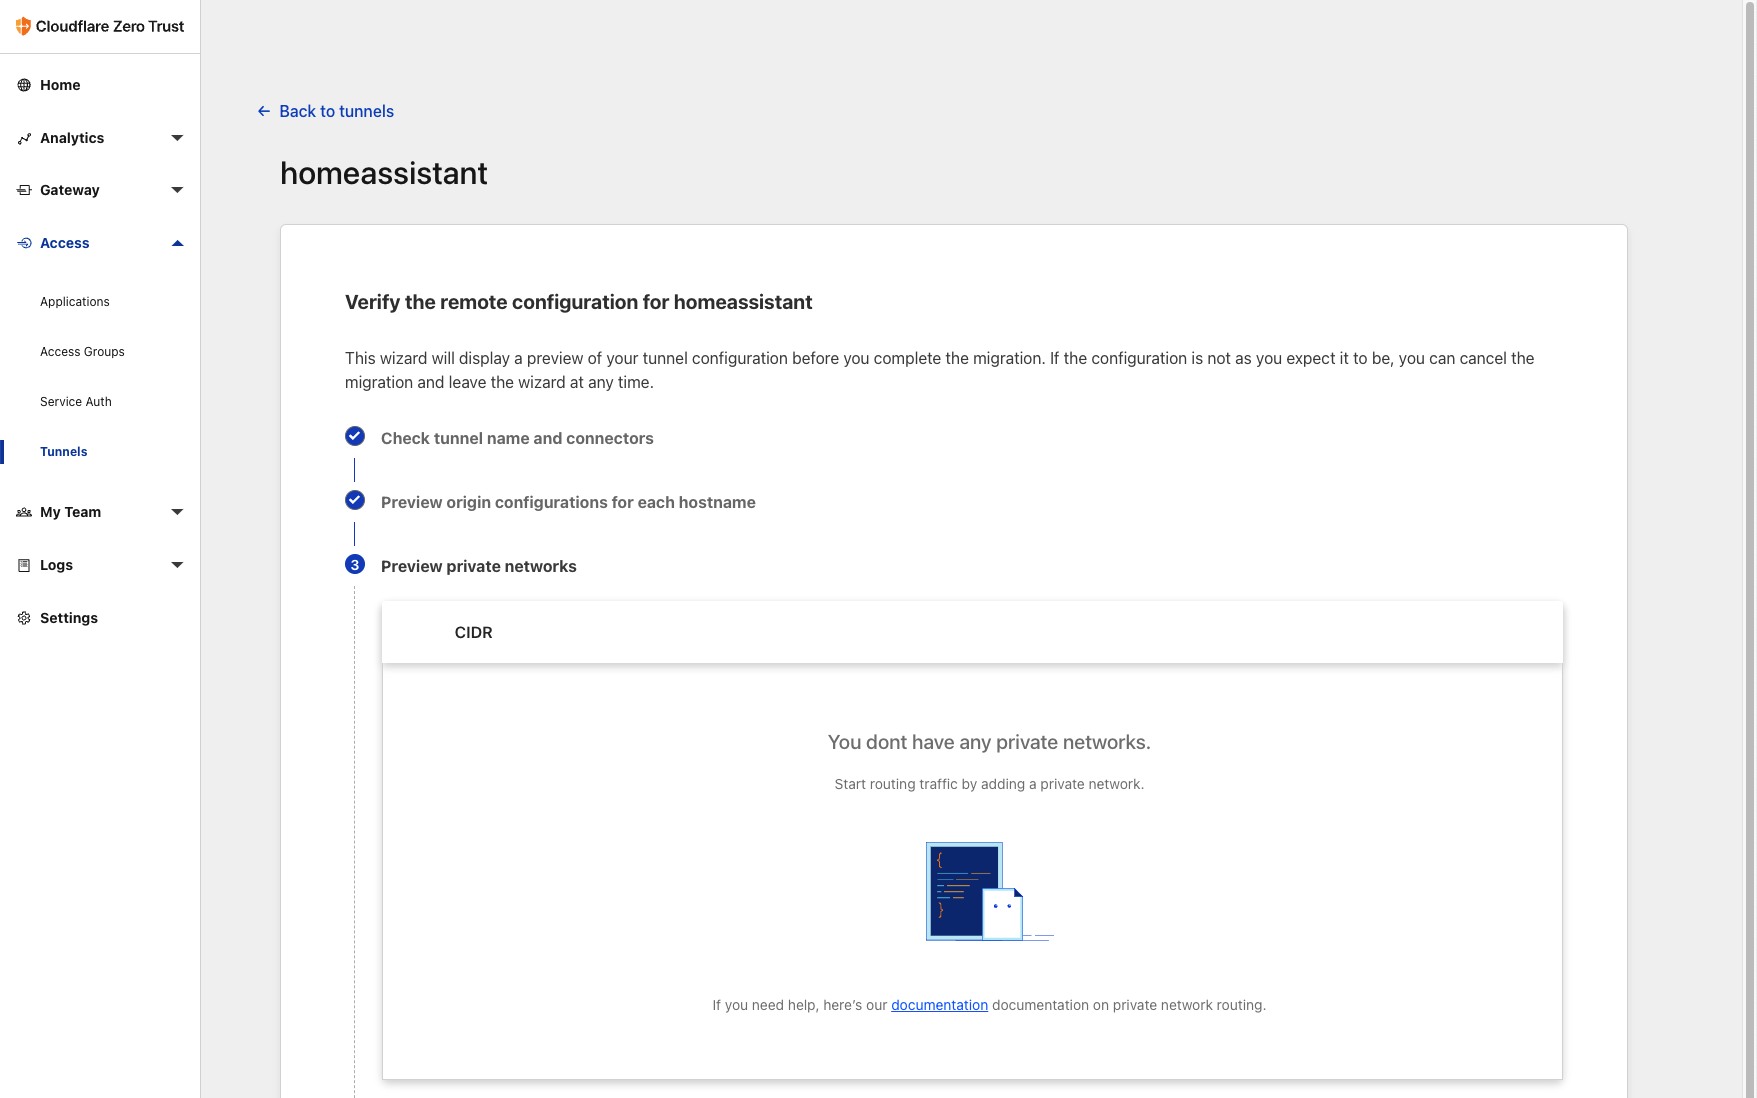 Cloudflare Zero Trust
Home
Analytics
Gateway
Access
Applications
Access Groups
Service Auth
Tunnels
My Team
Logs
Settings
Back to tunnels
homeassistant
Verify the remote configuration for homeassistant
This wizard will display a preview of your tunnel configuration before you complete the migration. If the configuration is not as you expect it to be, you can cancel the
migration and leave the wizard at any time.
Check tunnel name and connectors
Preview origin configurations for each hostname
3 Preview private networks
CIDR
You dont have any private networks.
Start routing traffic by adding a private network.
{
}
If you need help, here's our documentation documentation on private network routing.